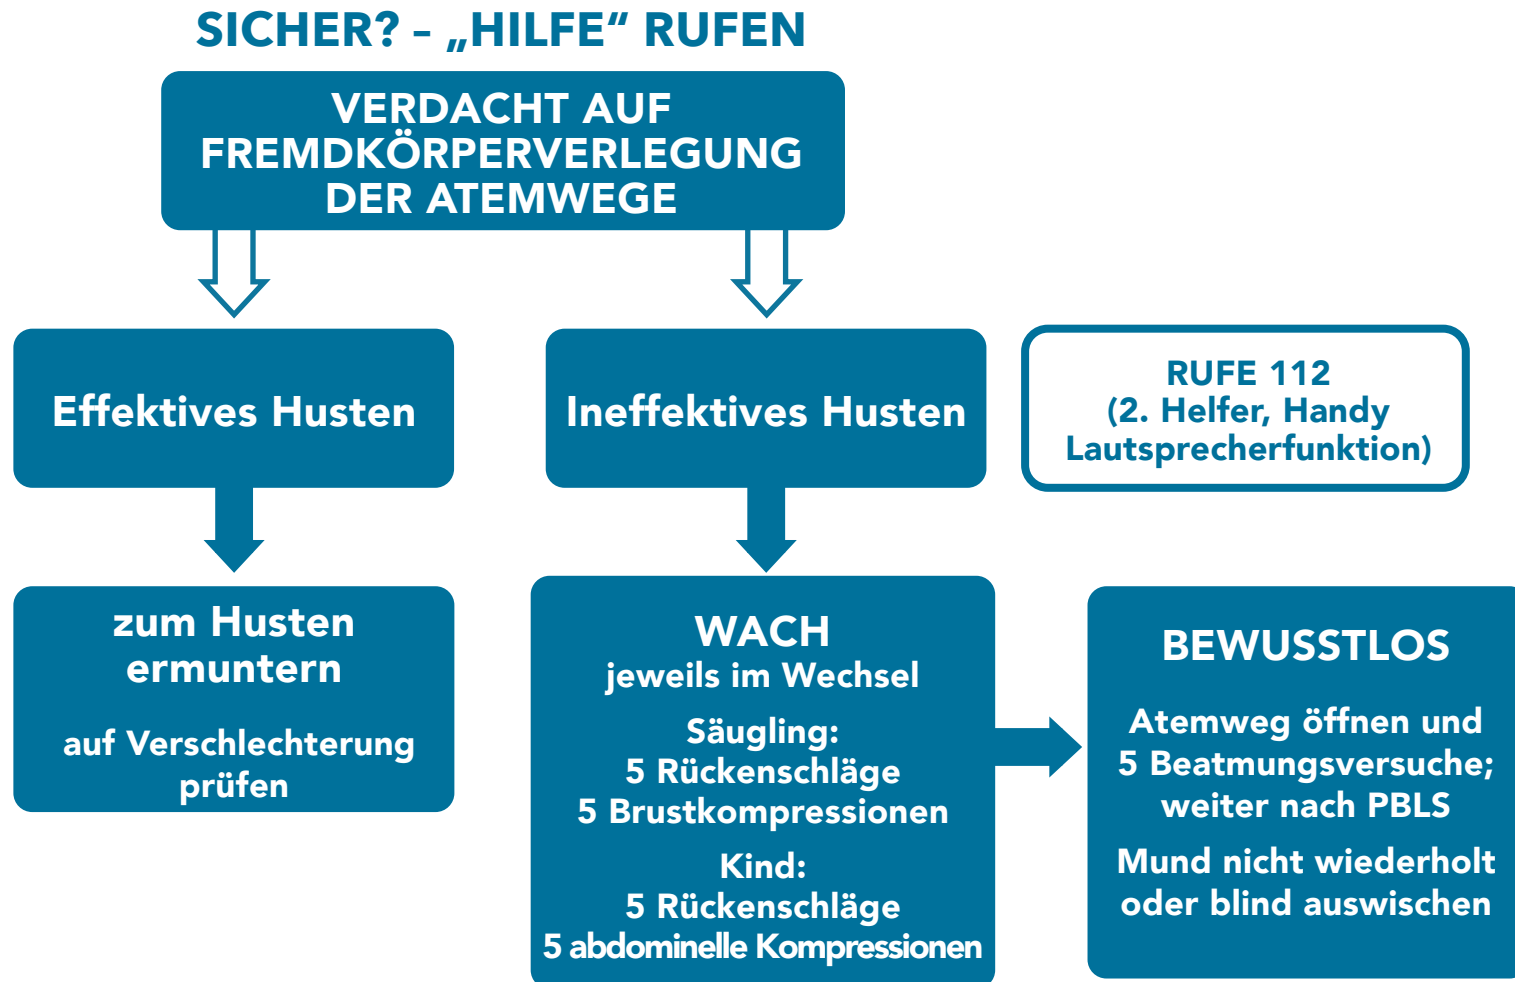 SICHER? – „HILFE“ RUFEN
VERDACHT AUF
FREMDKÖRPERVERLEGUNG
DER ATEMWEGE
Effektives Husten
Ineffektives Husten
RUFE 112
(2. Helfer, Handy
Lautsprecherfunktion)
zum Husten
ermuntern
auf Verschlechterung
prüfen
WACH
jeweils im Wechsel
Säugling:
5 Rückenschläge
5 Brustkompressionen
Kind:
5 Rückenschläge
5 abdominelle Kompressionen
BEWUSSTLOS
Atemweg öffnen und
5 Beatmungsversuche;
weiter nach PBLS
Mund nicht wiederholt
oder blind auswischen